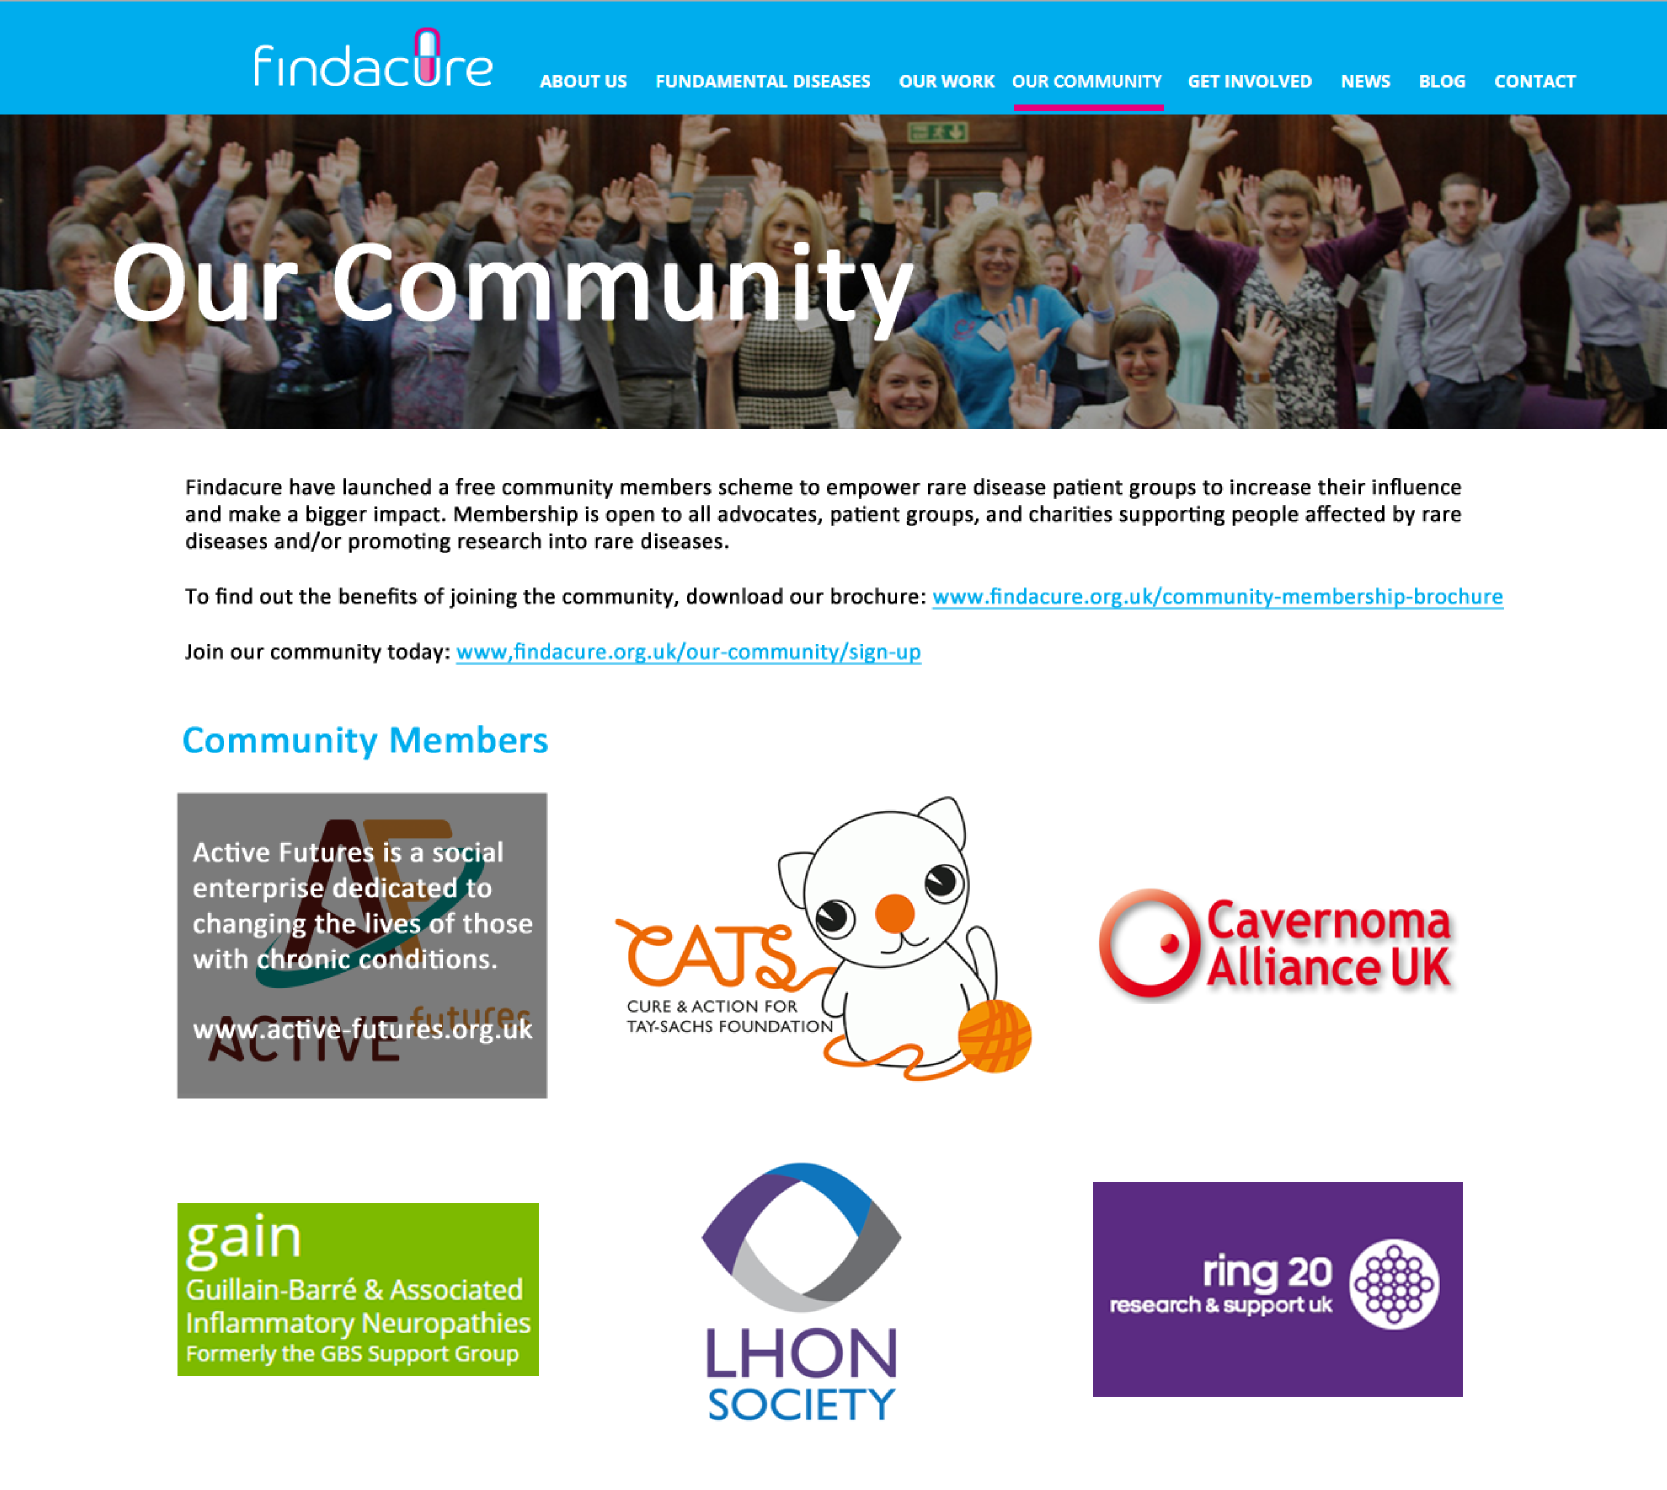 findacure
ABOUT US FUNDAMENTAL DISEASES OUR WORK OUR COMMUNITY GET INVOLVED NEWS BLOG CONTACT
Our Community
Findacure have launched a free community members scheme to empower rare disease patient groups to increase their influence
and make a bigger impact. Membership is open to all advocates, patient groups, and charities supporting people affected by rare
diseases and/or promoting research into rare diseases.
To find out the benefits of joining the community, download our brochure: www.findacure.org.uk/community-membership-brochure
Join our community today: www,findacure.org.uk/our-community/sign-up
Community Members
Active Futures is a social
enterprise dedicated to
changing the lives of those
with chronic conditions.
www.active-futures.org.uk
AF
ACTIVE futures
CATS
CURE & ACTION FOR
TAY-SACHS FOUNDATION
Cavernoma
Alliance UK
gain
Guillain-Barré & Associated
Inflammatory Neuropathies
Formerly the GBS Support Group
LHON
SOCIETY
ring 20
research & support uk